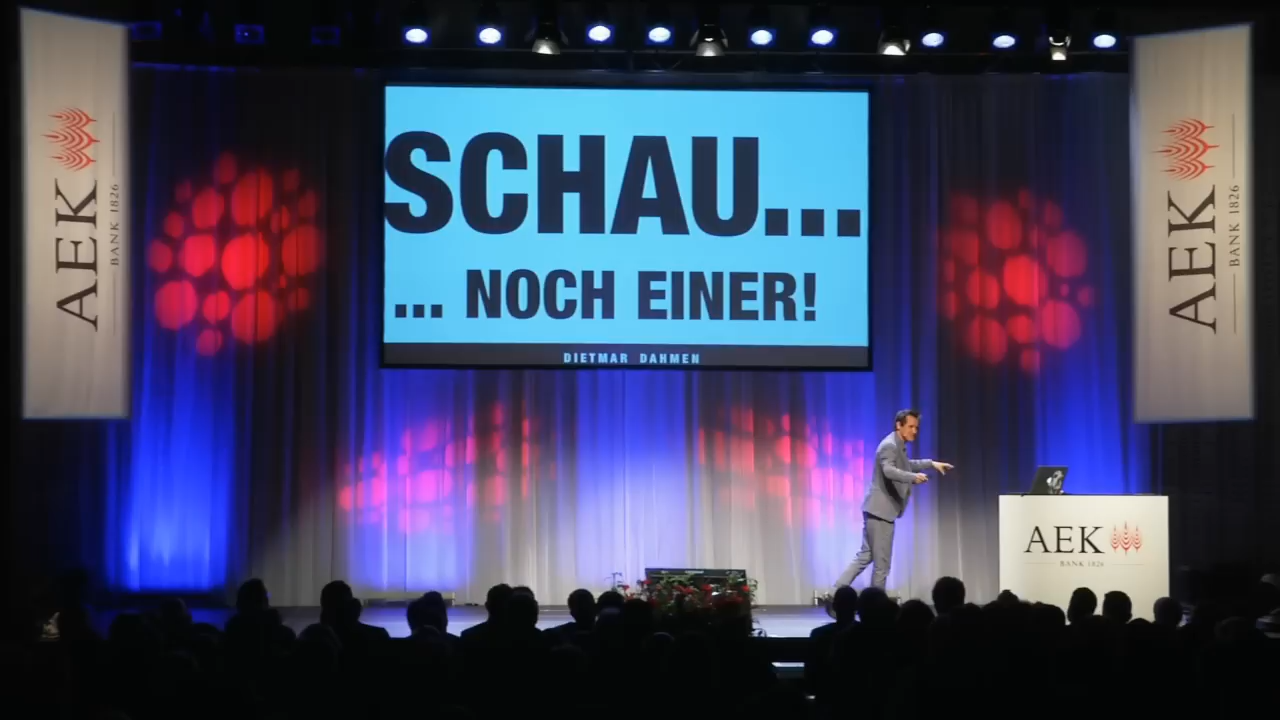 SCHAU...
... NOCH EINER!
DIETMAR DAHMEN
AEK
BANK 1826
AEK
BANK 1826
AEK
BANK 1826